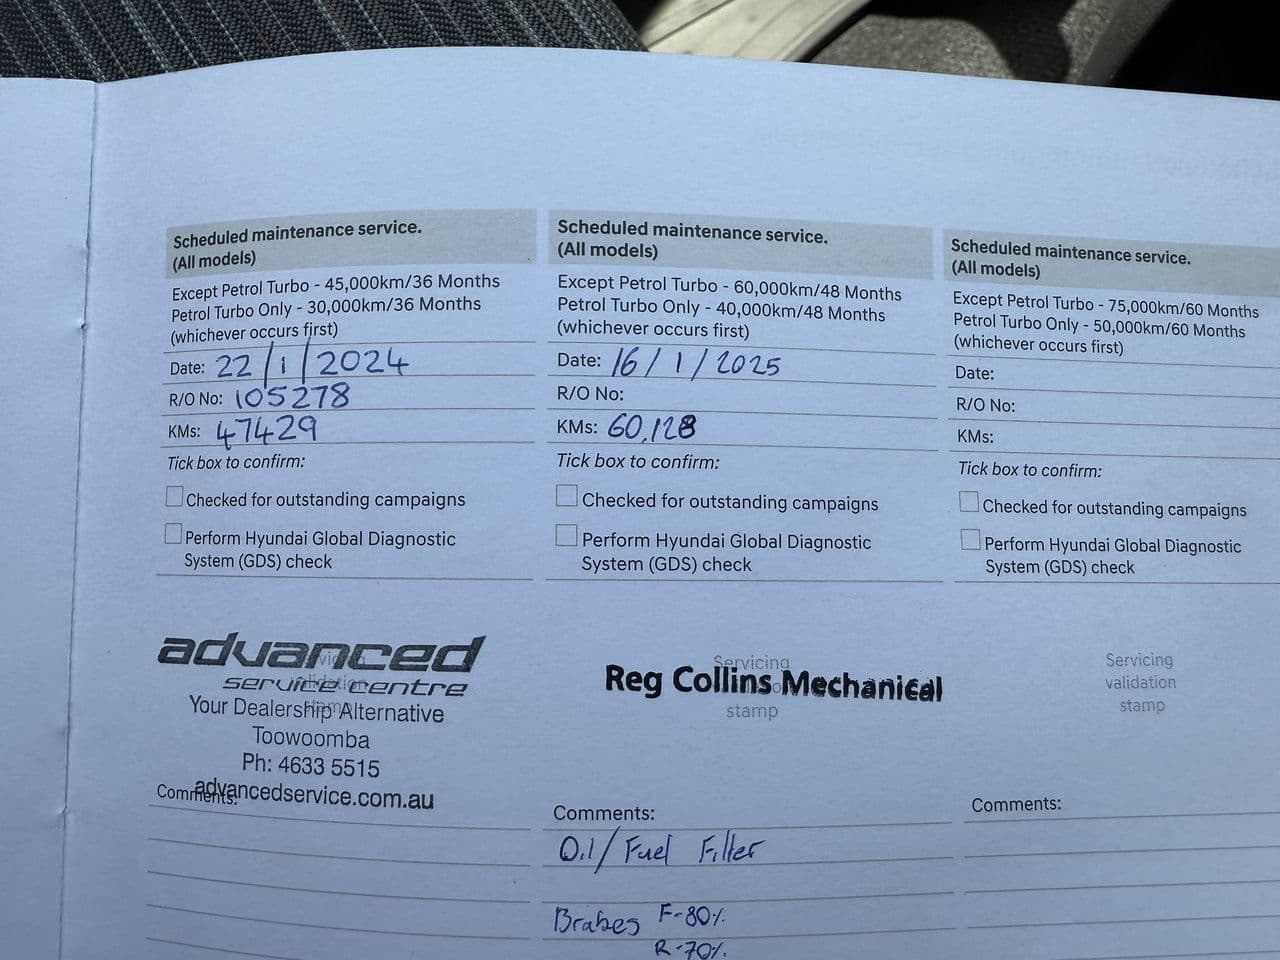 Scheduled maintenance service.
(All models)
Except Petrol Turbo - 45,000km/36 Months
Petrol Turbo Only - 30,000km/36 Months
(whichever occurs first)
Date: 22/1/2024
R/O No: 105278
KMs: 47429
Tick box to confirm:
Checked for outstanding campaigns
Perform Hyundai Global Diagnostic
System (GDS) check
advanced
service centre
Your Dealership Alternative
Toowoomba
Ph: 4633 5515
advancedservice.com.au
Comments:
Scheduled maintenance service.
(All models)
Except Petrol Turbo - 60,000km/48 Months
Petrol Turbo Only - 40,000km/48 Months
(whichever occurs first)
Date: 16/1/2025
R/O No:
KMs: 60,128
Tick box to confirm:
Checked for outstanding campaigns
Perform Hyundai Global Diagnostic
System (GDS) check
Servicing
Reg Collins Mechanical
stamp
Comments:
Oil/Fuel Filter
Brakes F-80%
R-70%
Scheduled maintenance service.
(All models)
Except Petrol Turbo - 75,000km/60 Months
Petrol Turbo Only - 50,000km/60 Months
(whichever occurs first)
Date:
R/O No:
KMs:
Tick box to confirm:
Checked for outstanding campaigns
Perform Hyundai Global Diagnostic
System (GDS) check
Servicing
validation
stamp
Comments: